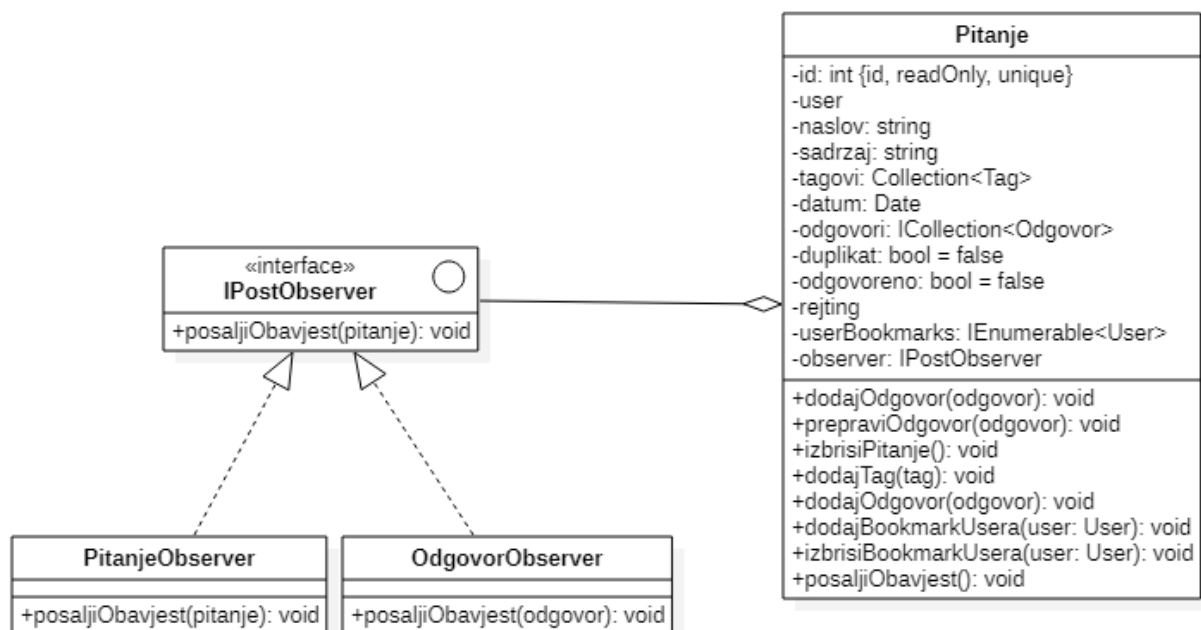 Pitanje
-id: int {id, readOnly, unique}
-user
-naslov: string
-sadrzaj: string
-tagovi: Collection<Tag>
-datum: Date
-odgovori: ICollection<Odgovor>
-duplikat: bool = false
-odgovoreno: bool = false
-rejting
-userBookmarks: IEnumerable<User>
-observer: IPostObserver
+dodajOdgovor(odgovor): void
+prepraviOdgovor(odgovor): void
+izbrisiPitanje(): void
+dodajTag(tag): void
+dodajOdgovor(odgovor): void
+dodajBookmarkUsera(user: User): void
+izbrisiBookmarkUsera(user: User): void
+posaljiObavjest(): void
«interface»
IPostObserver
+posaljiObavjest(pitanje): void
PitanjeObserver
+posaljiObavjest(pitanje): void
OdgovorObserver
+posaljiObavjest(odgovor): void